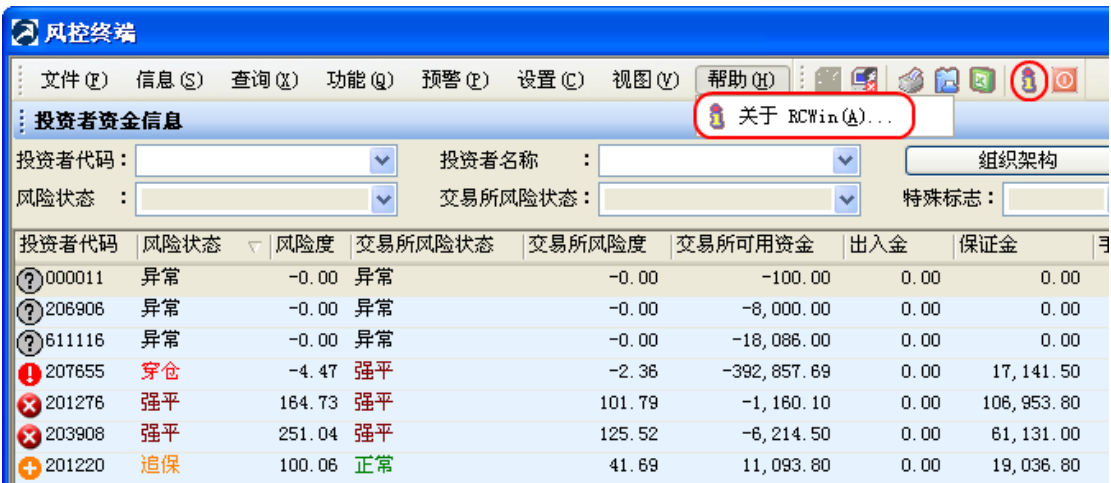 风控终端
文件(F) 信息(S) 查询(X) 功能(Q) 预警(P) 设置(C) 视图(V) 帮助(H)
关于 RCWin(A)...
投资者资金信息
投资者代码： 投资者名称 ： 组织架构
风险状态 ： 交易所风险状态： 特殊标志：
投资者代码 风险状态 风险度 交易所风险状态 交易所风险度 交易所可用资金 出入金 保证金
000011 异常 -0.00 异常 -0.00 -100.00 0.00 0.00
206906 异常 -0.00 异常 -0.00 -8,000.00 0.00 0.00
611116 异常 -0.00 异常 -0.00 -18,086.00 0.00 0.00
207655 穿仓 -4.47 强平 -2.36 -392,857.69 0.00 17,141.50
201276 强平 164.73 强平 101.79 -1,160.10 0.00 106,953.80
203908 强平 251.04 强平 125.52 -6,214.50 0.00 61,131.00
201220 追保 100.06 正常 41.69 11,093.80 0.00 19,036.80